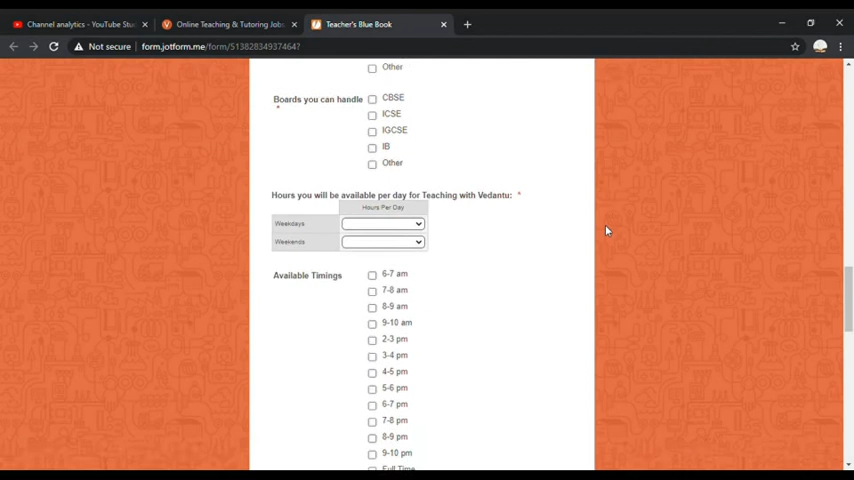 Channel analytics - YouTube Stu
Online Teaching & Tutoring Jobs
Teacher's Blue Book
Not secure
form.jotform.me/form/513828349374647?
Other
Boards you can handle
*
CBSE
ICSE
IGCSE
IB
Other
Hours you will be available per day for Teaching with Vedantu: *
Hours Per Day
Weekdays
Weekends
Available Timings
6-7 am
7-8 am
8-9 am
9-10 am
2-3 pm
3-4 pm
4-5 pm
5-6 pm
6-7 pm
7-8 pm
8-9 pm
9-10 pm
Full Time